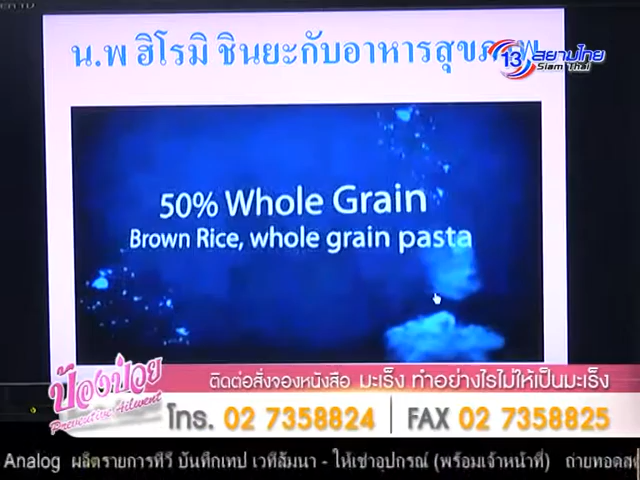 น.พ ฮิโรมิ ชินยะกับอาหารสุขภาพ
13 สยามไทย
Siam Thai
50% Whole Grain
Brown Rice, whole grain pasta
ป้องป่วย
Preventive Ailment
ติดต่อสั่งจองหนังสือ มะเร็ง ทำอย่างไรไม่ให้เป็นมะเร็ง
โทร. 02 7358824 FAX 02 7358825
Analog ผลิตรายการทีวี บันทึกเทป เวทีสัมนา - ให้เช่าอุปกรณ์ (พร้อมเจ้าหน้าที่) ถ่ายทอดส